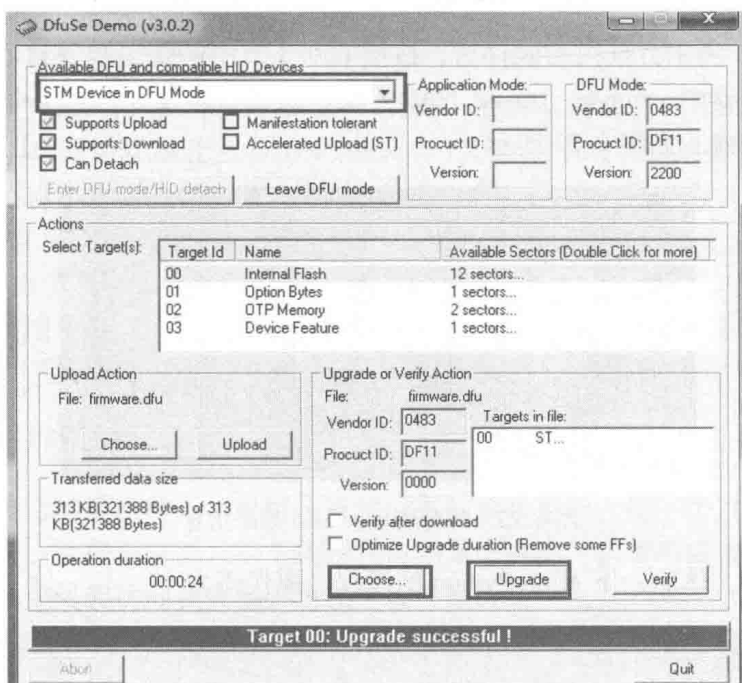 DfuSe Demo (v3.0.2)
Available DFU and compatible HID Devices
STM Device in DFU Mode
Supports Upload
Manifestation tolerant
Supports Download
Accelerated Upload (ST)
Can Detach
Enter DFU mode/HID detach
Leave DFU mode
Application Mode:
Vendor ID:
Procuct ID:
Version:
DFU Mode:
Vendor ID: 0483
Procuct ID: DF11
Version: 2200
Actions
Select Target(s):
Target Id Name Available Sectors (Double Click for more)
00 Internal Flash 12 sectors...
01 Option Bytes 1 sectors...
02 OTP Memory 2 sectors...
03 Device Feature 1 sectors...
Upload Action
File: firmware.dfu
Choose... Upload
Transferred data size
313 KB(321388 Bytes) of 313
KB(321388 Bytes)
Operation duration
00:00:24
Upgrade or Verify Action
File: firmware.dfu
Vendor ID: 0483
Procuct ID: DF11
Version: 0000
Targets in file:
00 ST...
Verify after download
Optimize Upgrade duration (Remove some FFs)
Choose... Upgrade Verify
Target 00: Upgrade successful !
Abort Quit